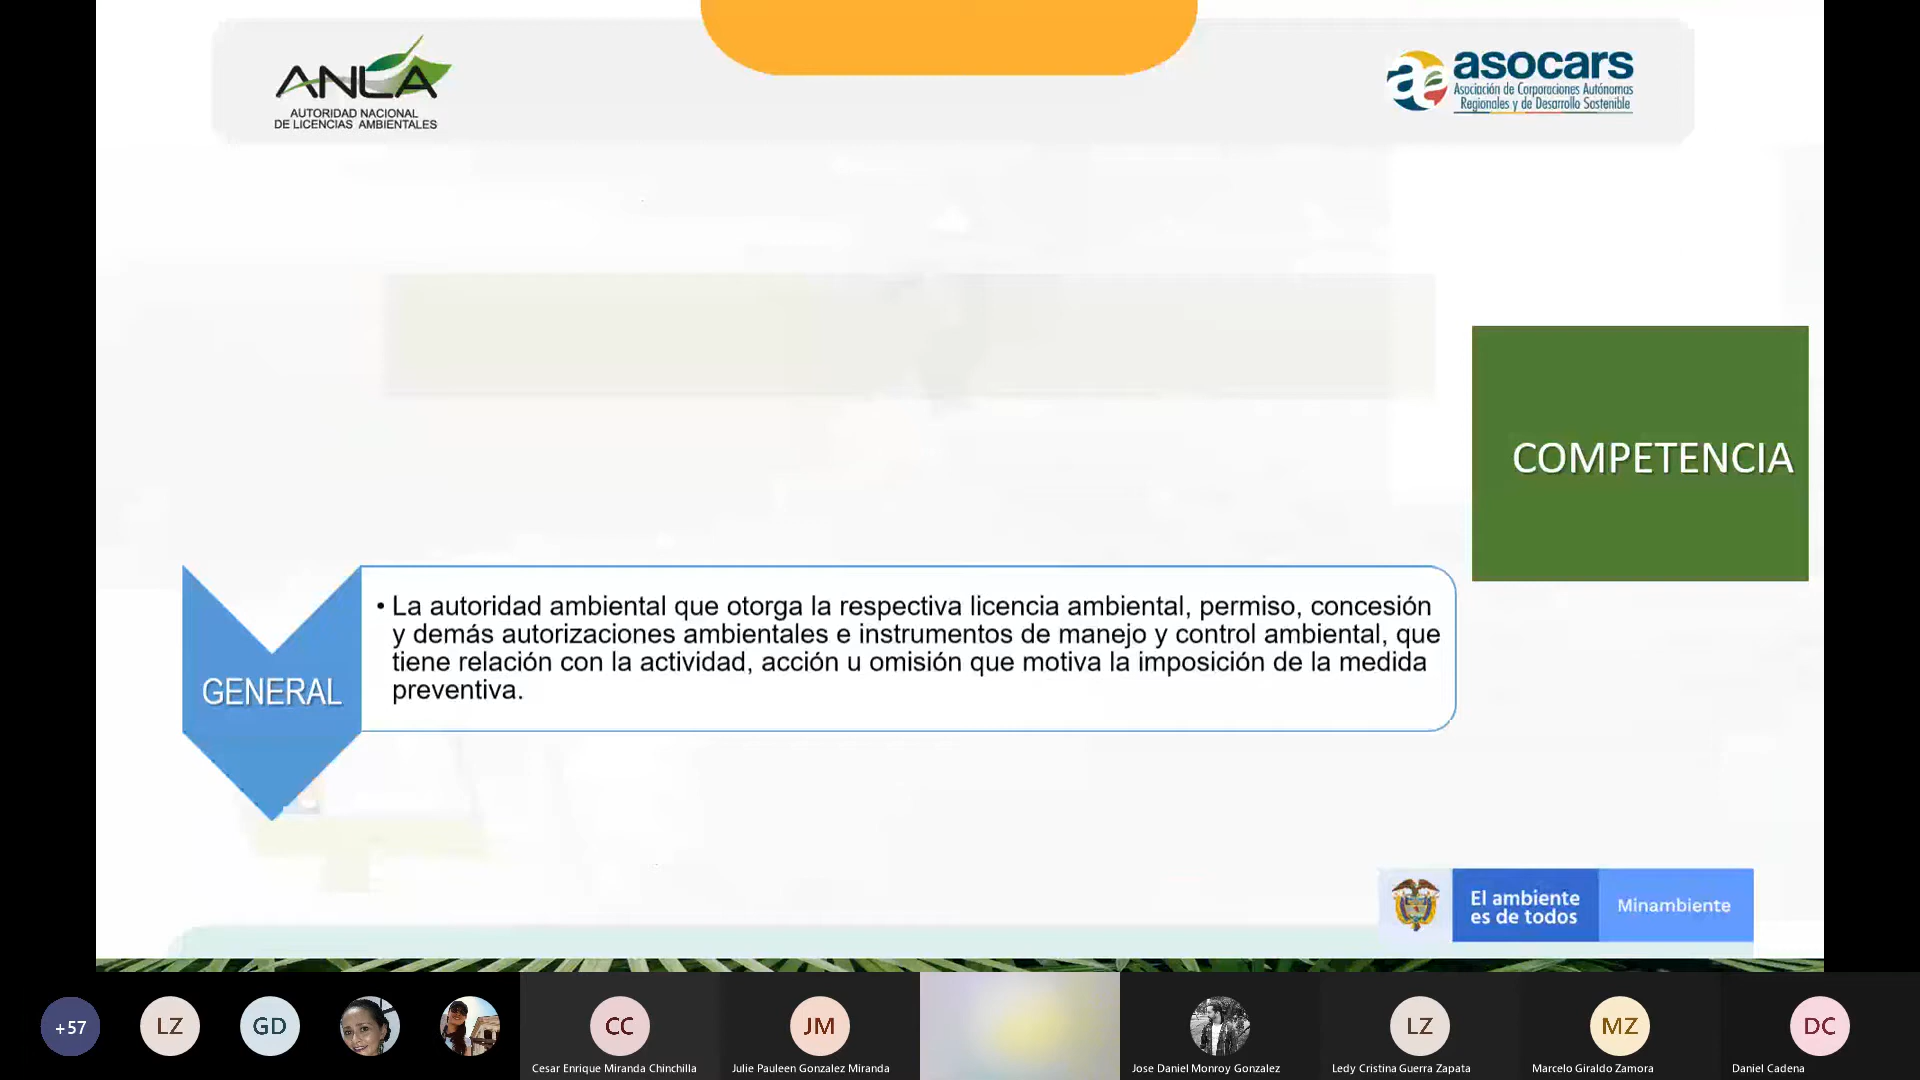 ANLA
AUTORIDAD NACIONAL
DE LICENCIAS AMBIENTALES
asocars
Asociación de Corporaciones Autónomas
Regionales y de Desarrollo Sostenible
COMPETENCIA
GENERAL
• La autoridad ambiental que otorga la respectiva licencia ambiental, permiso, concesión
y demás autorizaciones ambientales e instrumentos de manejo y control ambiental, que
tiene relación con la actividad, acción u omisión que motiva la imposición de la medida
preventiva.
El ambiente
es de todos
Minambiente
+57
LZ
GD
CC
JM
LZ
MZ
DC
Cesar Enrique Miranda Chinchilla
Julie Pauleen Gonzalez Miranda
Jose Daniel Monroy Gonzalez
Ledy Cristina Guerra Zapata
Marcelo Giraldo Zamora
Daniel Cadena